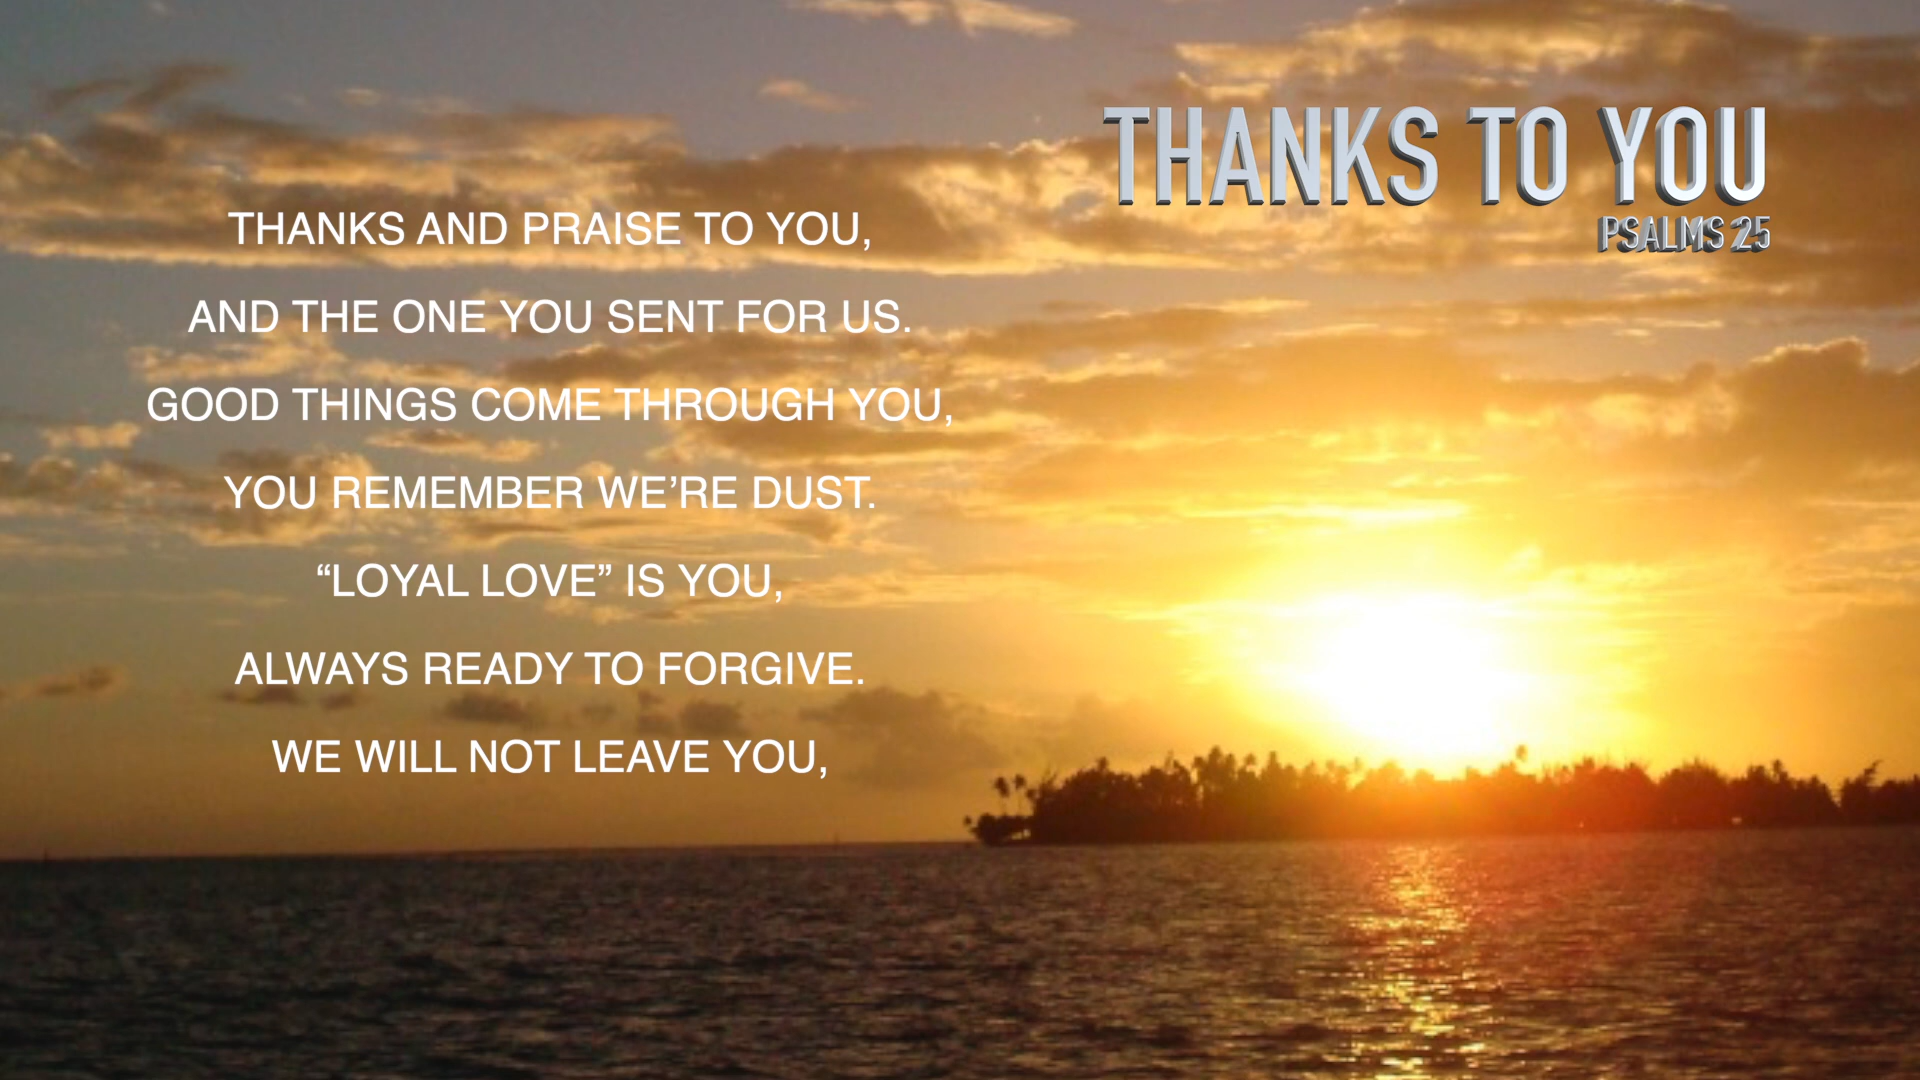 THANKS TO YOU
PSALMS 25
THANKS AND PRAISE TO YOU,
AND THE ONE YOU SENT FOR US.
GOOD THINGS COME THROUGH YOU,
YOU REMEMBER WE’RE DUST.
“LOYAL LOVE” IS YOU,
ALWAYS READY TO FORGIVE.
WE WILL NOT LEAVE YOU,